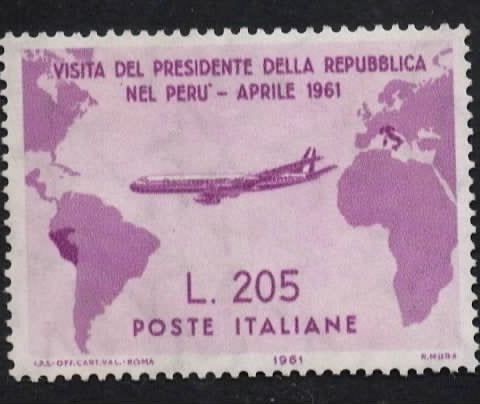 VISITA DEL PRESIDENTE DELLA REPUBBLICA
NEL PERU' - APRILE 1961
L. 205
POSTE ITALIANE
I.P.S.-OFF.CART.VAL.-ROMA 1961 R.MURA